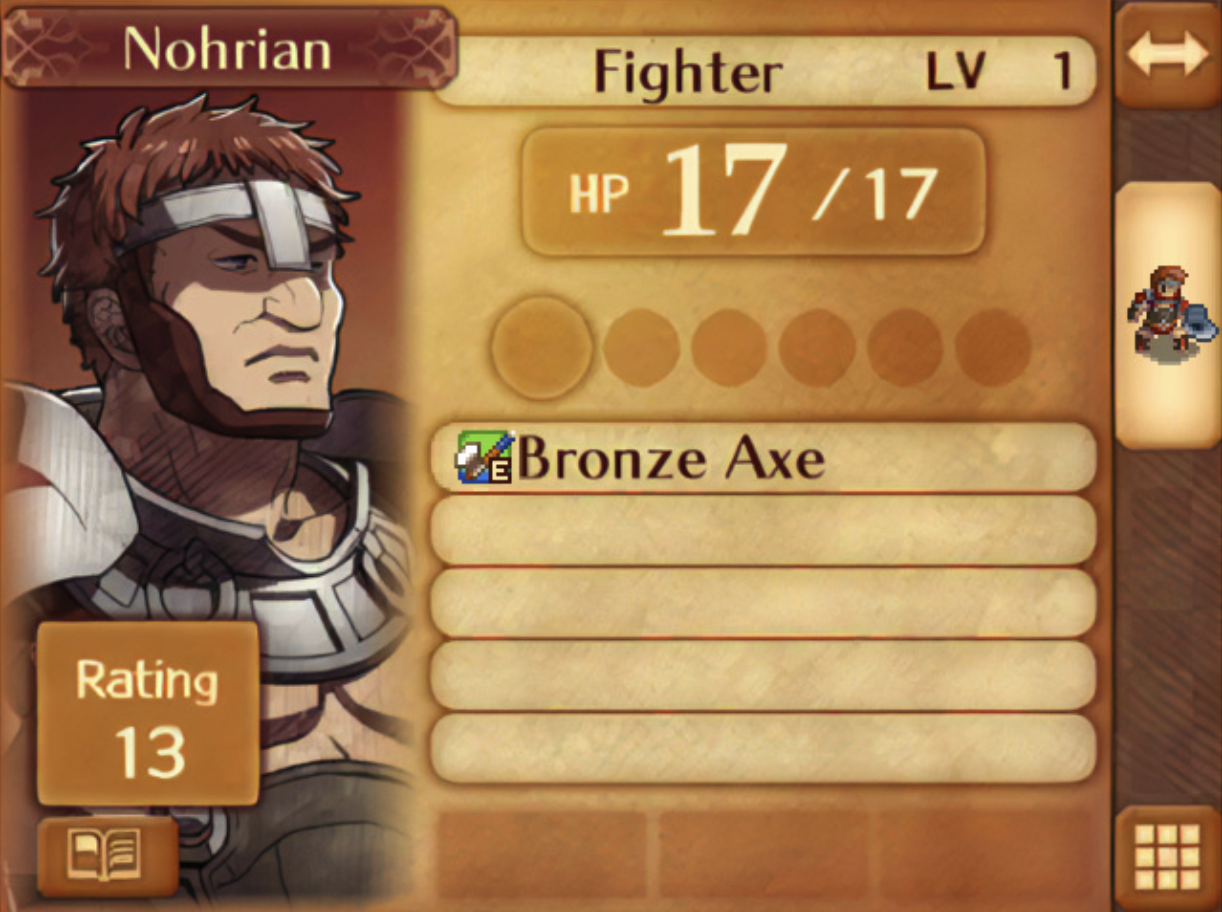 Nohrian
Fighter LV 1
HP 17 /17
E Bronze Axe
Rating
13